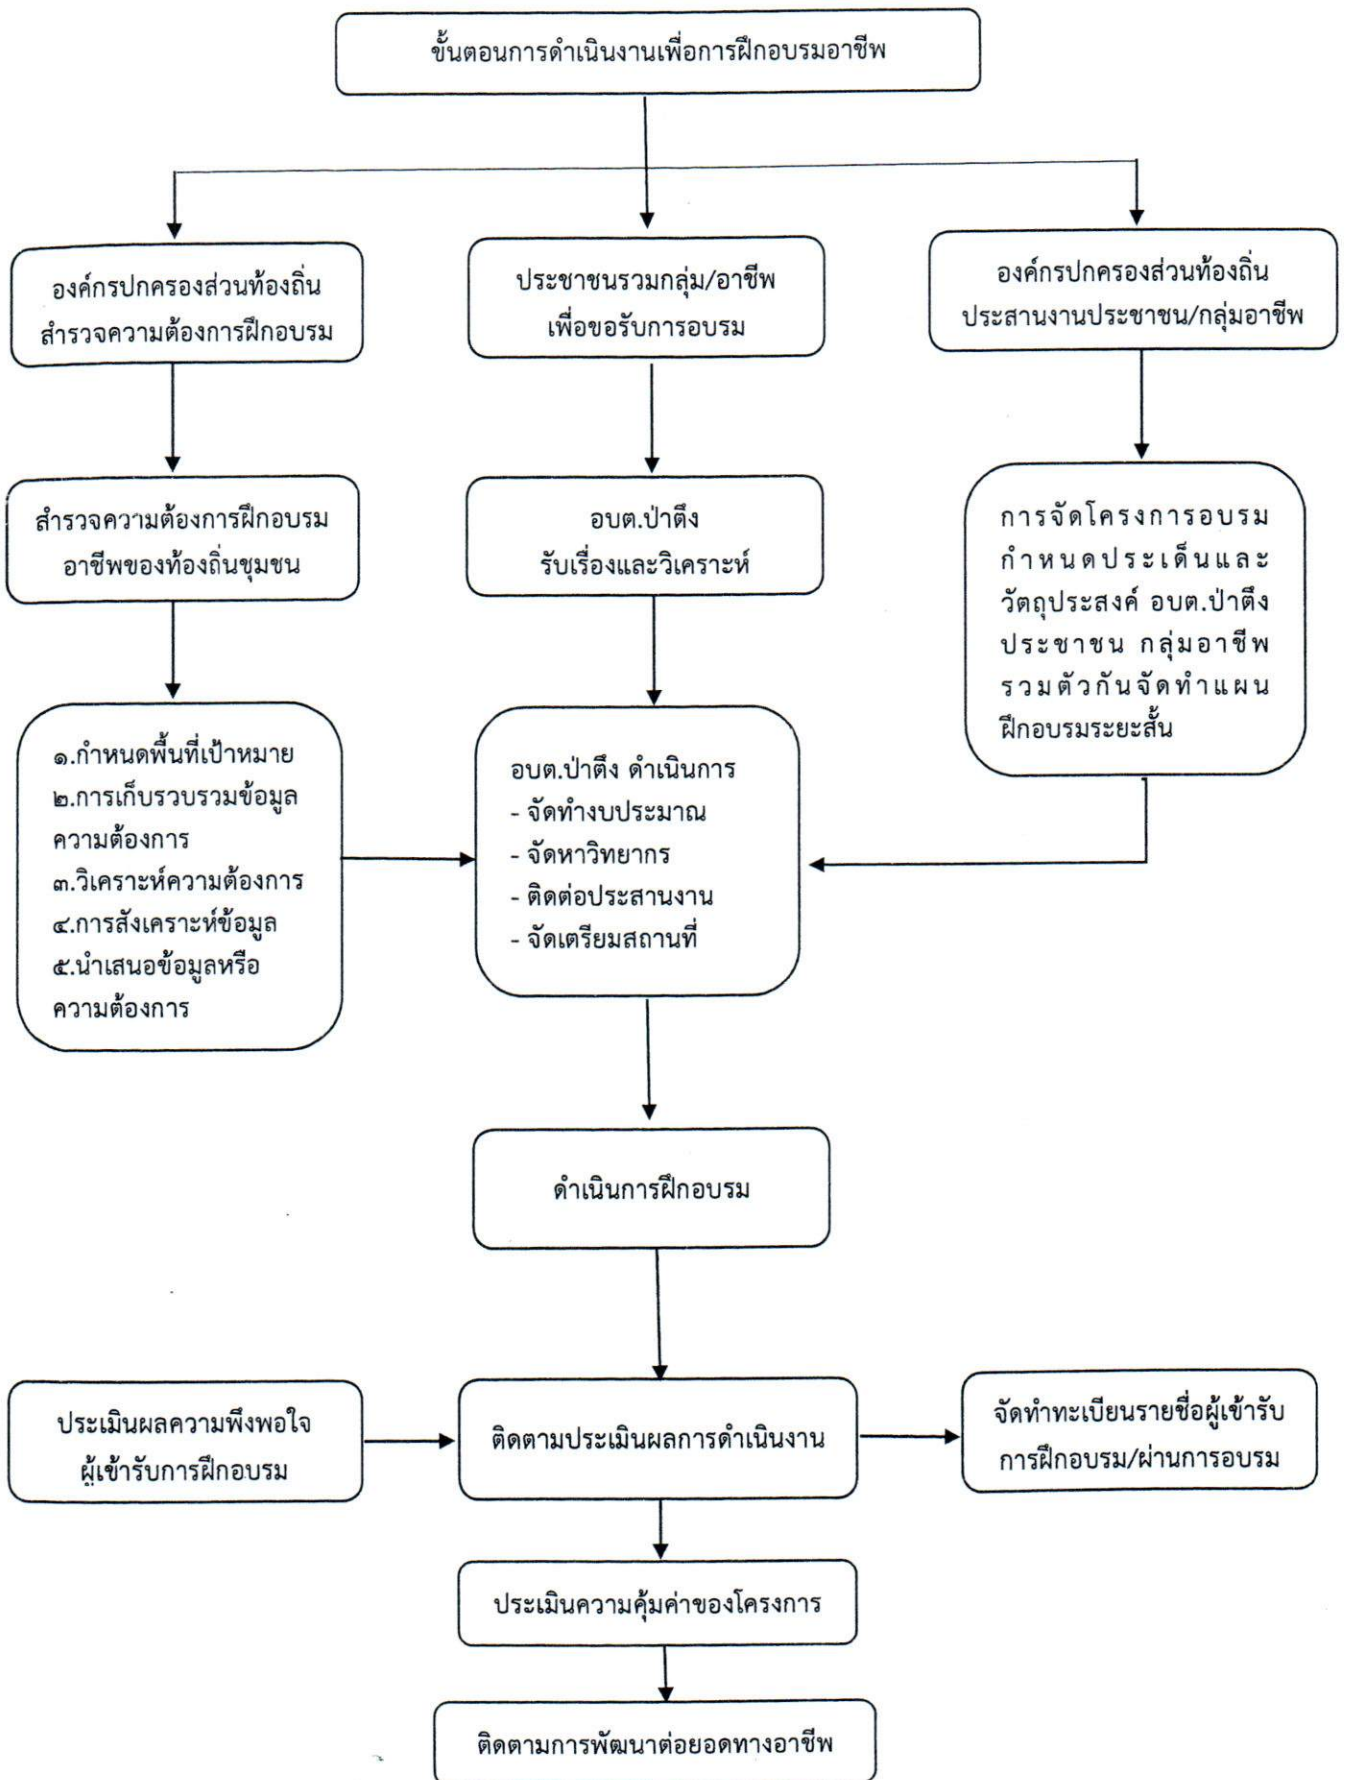 ขั้นตอนการดำเนินงานเพื่อการฝึกอบรมอาชีพ
องค์กรปกครองส่วนท้องถิ่น
สำรวจความต้องการฝึกอบรม
ประชาชนรวมกลุ่ม/อาชีพ
เพื่อขอรับการอบรม
องค์กรปกครองส่วนท้องถิ่น
ประสานงานประชาชน/กลุ่มอาชีพ
สำรวจความต้องการฝึกอบรม
อาชีพของท้องถิ่นชุมชน
อบต.ป่าตึง
รับเรื่องและวิเคราะห์
การจัดโครงการอบรม
กำหนดประเด็นและ
วัตถุประสงค์ อบต.ป่าตึง
ประชาชน กลุ่มอาชีพ
รวมตัวกันจัดทำแผน
ฝึกอบรมระยะสั้น
๑.กำหนดพื้นที่เป้าหมาย
๒.การเก็บรวบรวมข้อมูล
ความต้องการ
๓.วิเคราะห์ความต้องการ
๔.การสังเคราะห์ข้อมูล
๕.นำเสนอข้อมูลหรือ
ความต้องการ
อบต.ป่าตึง ดำเนินการ
- จัดทำงบประมาณ
- จัดหาวิทยากร
- ติดต่อประสานงาน
- จัดเตรียมสถานที่
ดำเนินการฝึกอบรม
ประเมินผลความพึงพอใจ
ผู้เข้ารับการฝึกอบรม
ติดตามประเมินผลการดำเนินงาน
จัดทำทะเบียนรายชื่อผู้เข้ารับ
การฝึกอบรม/ผ่านการอบรม
ประเมินความคุ้มค่าของโครงการ
ติดตามการพัฒนาต่อยอดทางอาชีพ